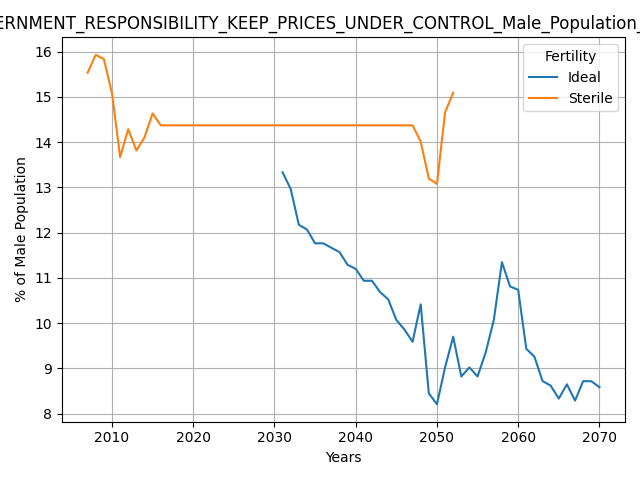 ERNMENT_RESPONSIBILITY_KEEP_PRICES_UNDER_CONTROL_Male_Population_
Fertility
Ideal
Sterile
% of Male Population
16
15
14
13
12
11
10
9
8
2010 2020 2030 2040 2050 2060 2070
Years